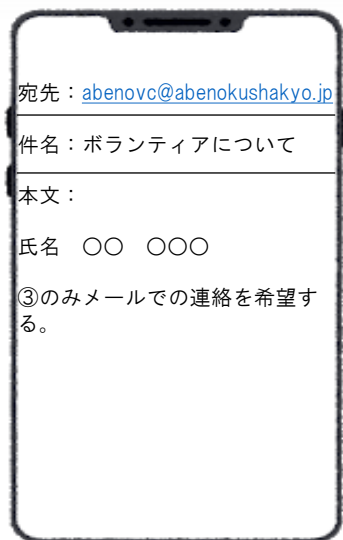 宛先：abenovc@abenokushakyo.jp
件名：ボランティアについて
本文：
氏名　〇〇　〇〇〇
③のみメールでの連絡を希望す
る。